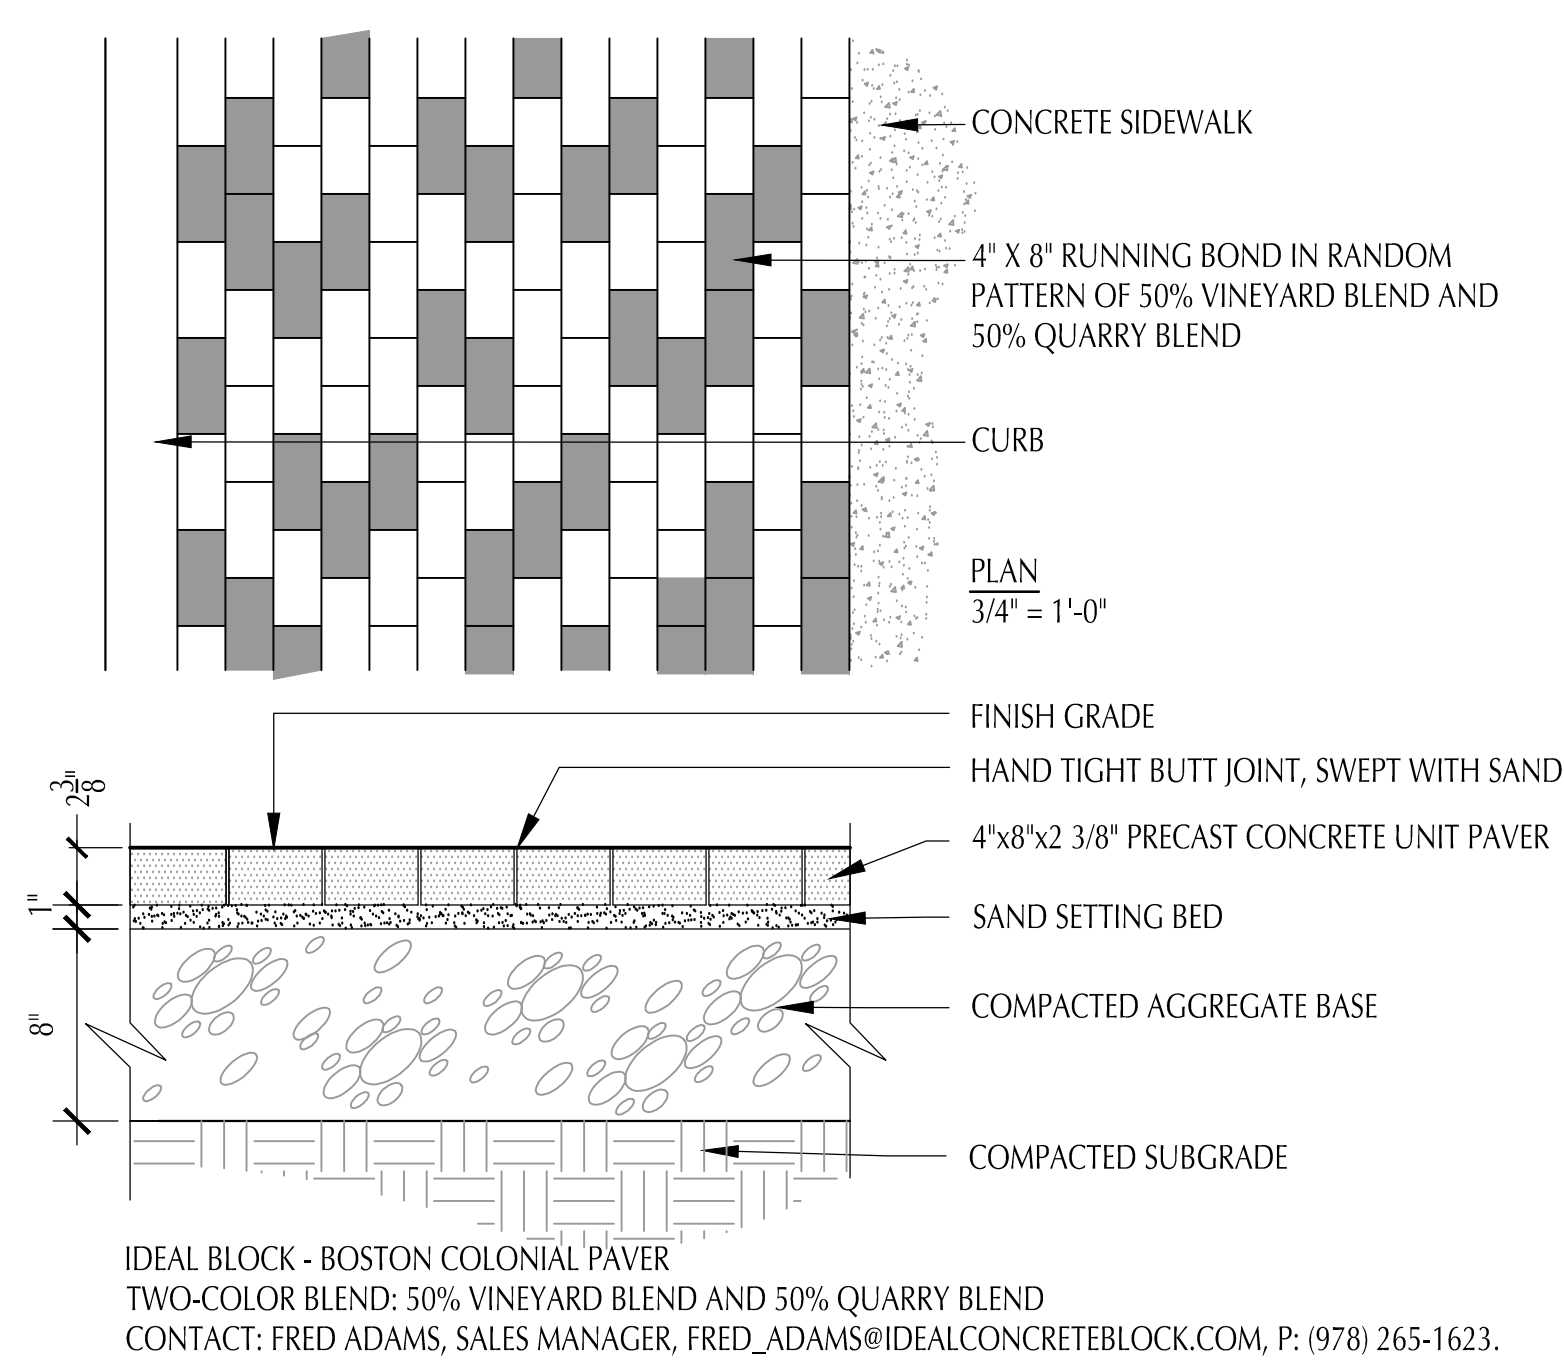 CONCRETE SIDEWALK
4" X 8" RUNNING BOND IN RANDOM
PATTERN OF 50% VINEYARD BLEND AND
50% QUARRY BLEND
CURB
PLAN
3/4" = 1'-0"
FINISH GRADE
HAND TIGHT BUTT JOINT, SWEPT WITH SAND
2 3/8"
4"x8"x2 3/8" PRECAST CONCRETE UNIT PAVER
1"
SAND SETTING BED
8"
COMPACTED AGGREGATE BASE
COMPACTED SUBGRADE
IDEAL BLOCK - BOSTON COLONIAL PAVER
TWO-COLOR BLEND: 50% VINEYARD BLEND AND 50% QUARRY BLEND
CONTACT: FRED ADAMS, SALES MANAGER, FRED_ADAMS@IDEALCONCRETEBLOCK.COM, P: (978) 265-1623.